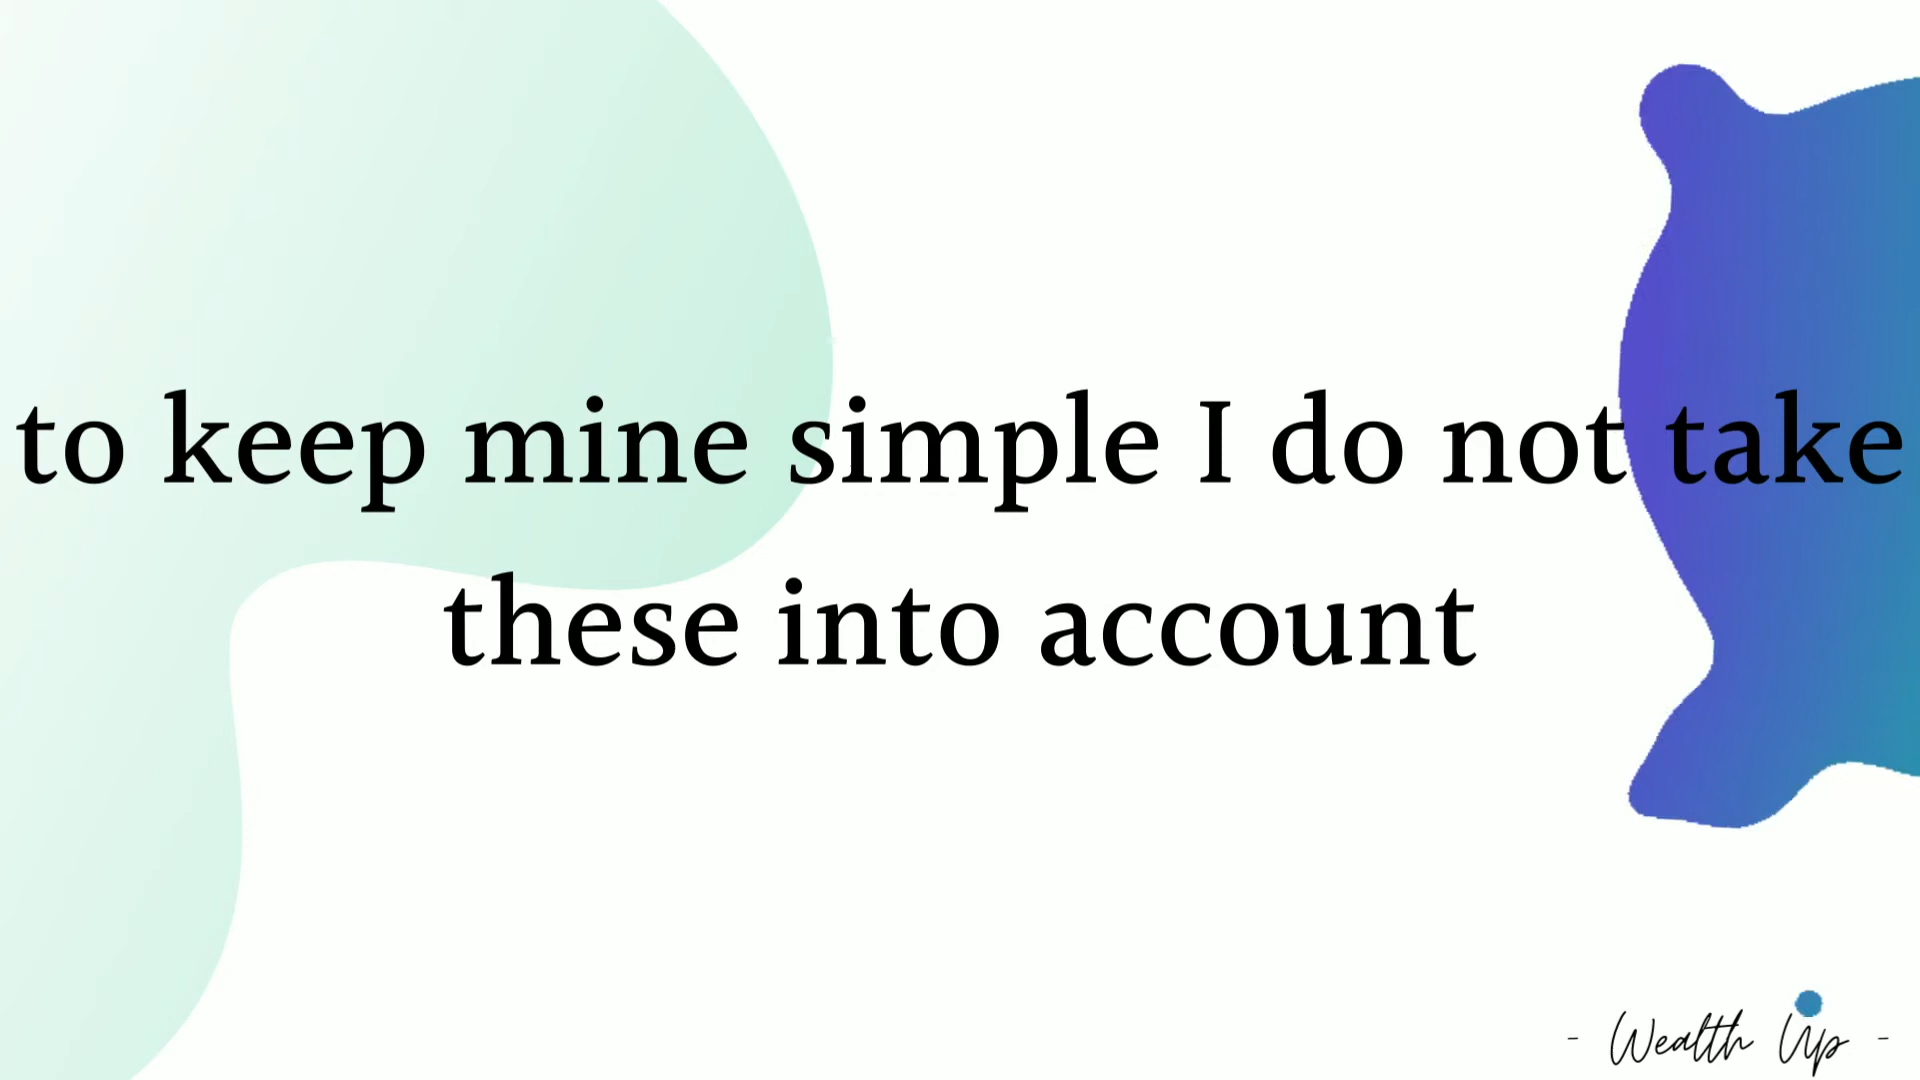 to keep mine simple I do not take
these into account
- Wealth Up -